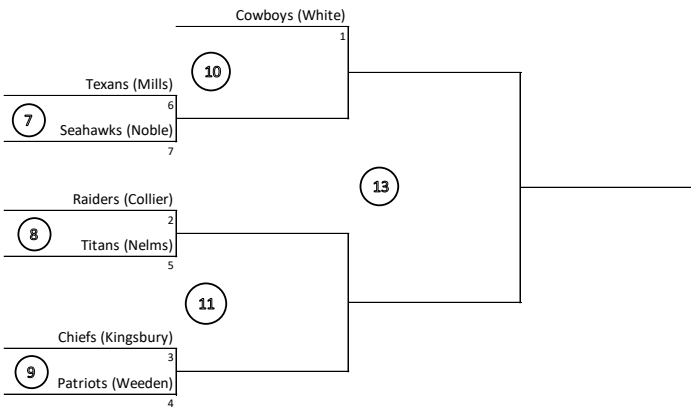 Cowboys (White)
1
10
Texans (Mills)
6
7
Seahawks (Noble)
7
13
Raiders (Collier)
2
8
Titans (Nelms)
5
11
Chiefs (Kingsbury)
3
9
Patriots (Weeden)
4